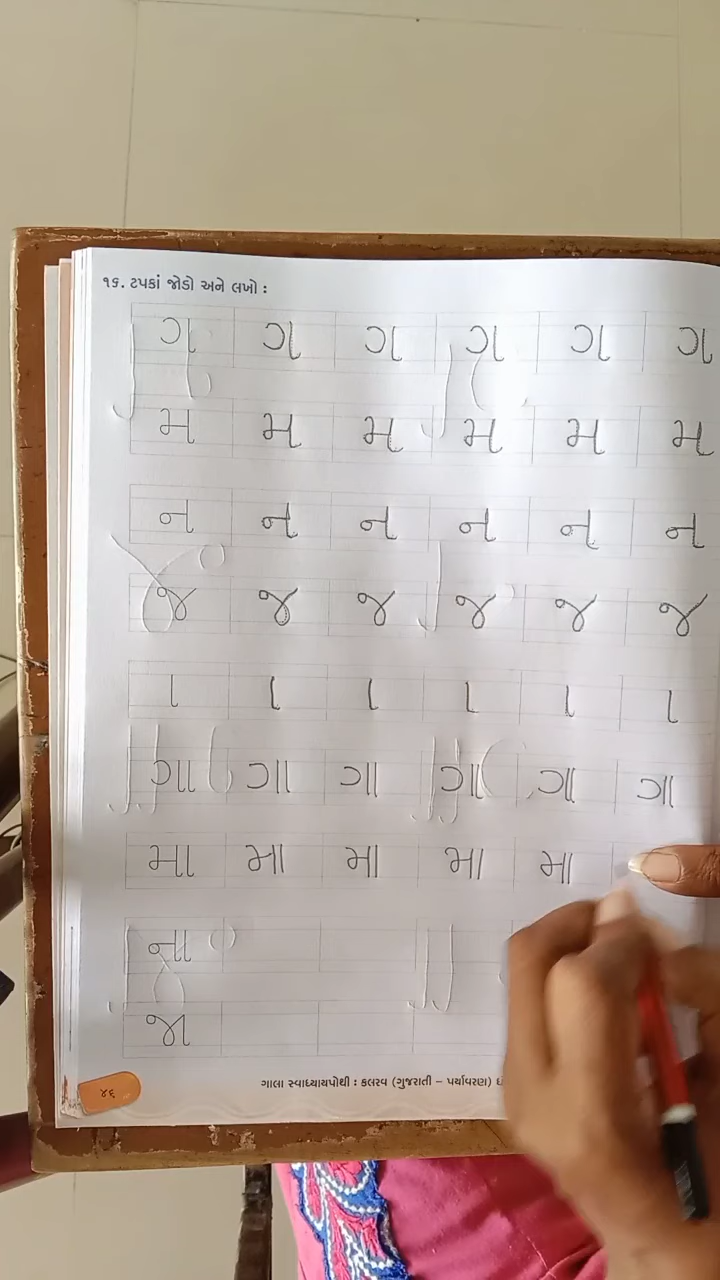 ૧૬. ટપકાં જોડો અને લખો :
ગ ગ ગ ગ ગ ગ
મ મ મ મ મ મ
ન ન ન ન ન ન
જ જ જ જ જ જ
ા ા ા ા ા ા
ગા ગા ગા ગા ગા ગા
મા મા મા મા મા
ના
જા
૪૬ ગાલા સ્વાધ્યાયપોથી : કલરવ (ગુજરાતી – પર્યાવરણ)